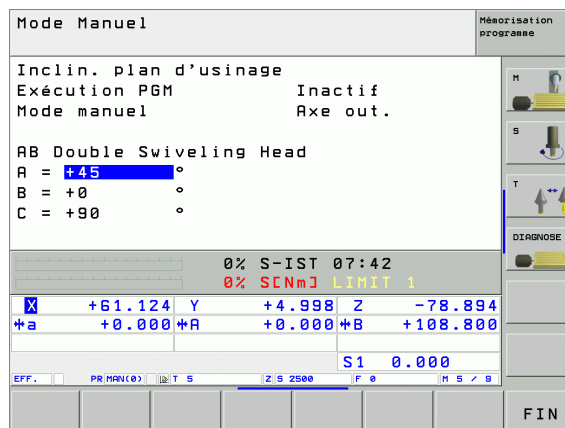 Mode Manuel
Mémorisation
programme
Inclin. plan d'usinage
Exécution PGM Inactif
Mode manuel Axe out.
AB Double Swiveling Head
A = +45 °
B = +0 °
C = +90 °
M
S
T
DIAGNOSE
0% S-IST 07:42
0% S[Nm] LIMIT 1
X +61.124 Y +4.998 Z -78.894
a +0.000 A +0.000 B +108.800
S1 0.000
EFF. PR MAN(0) T 5 Z S 2500 F 0 M 5 / 9
FIN